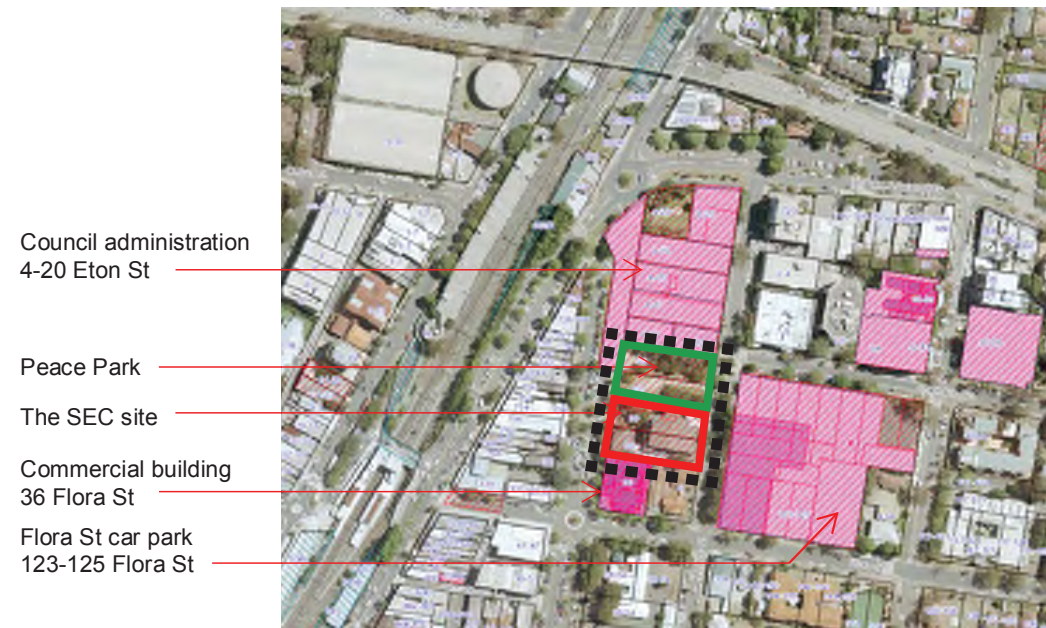 Council administration
4-20 Eton St
Peace Park
The SEC site
Commercial building
36 Flora St
Flora St car park
123-125 Flora St